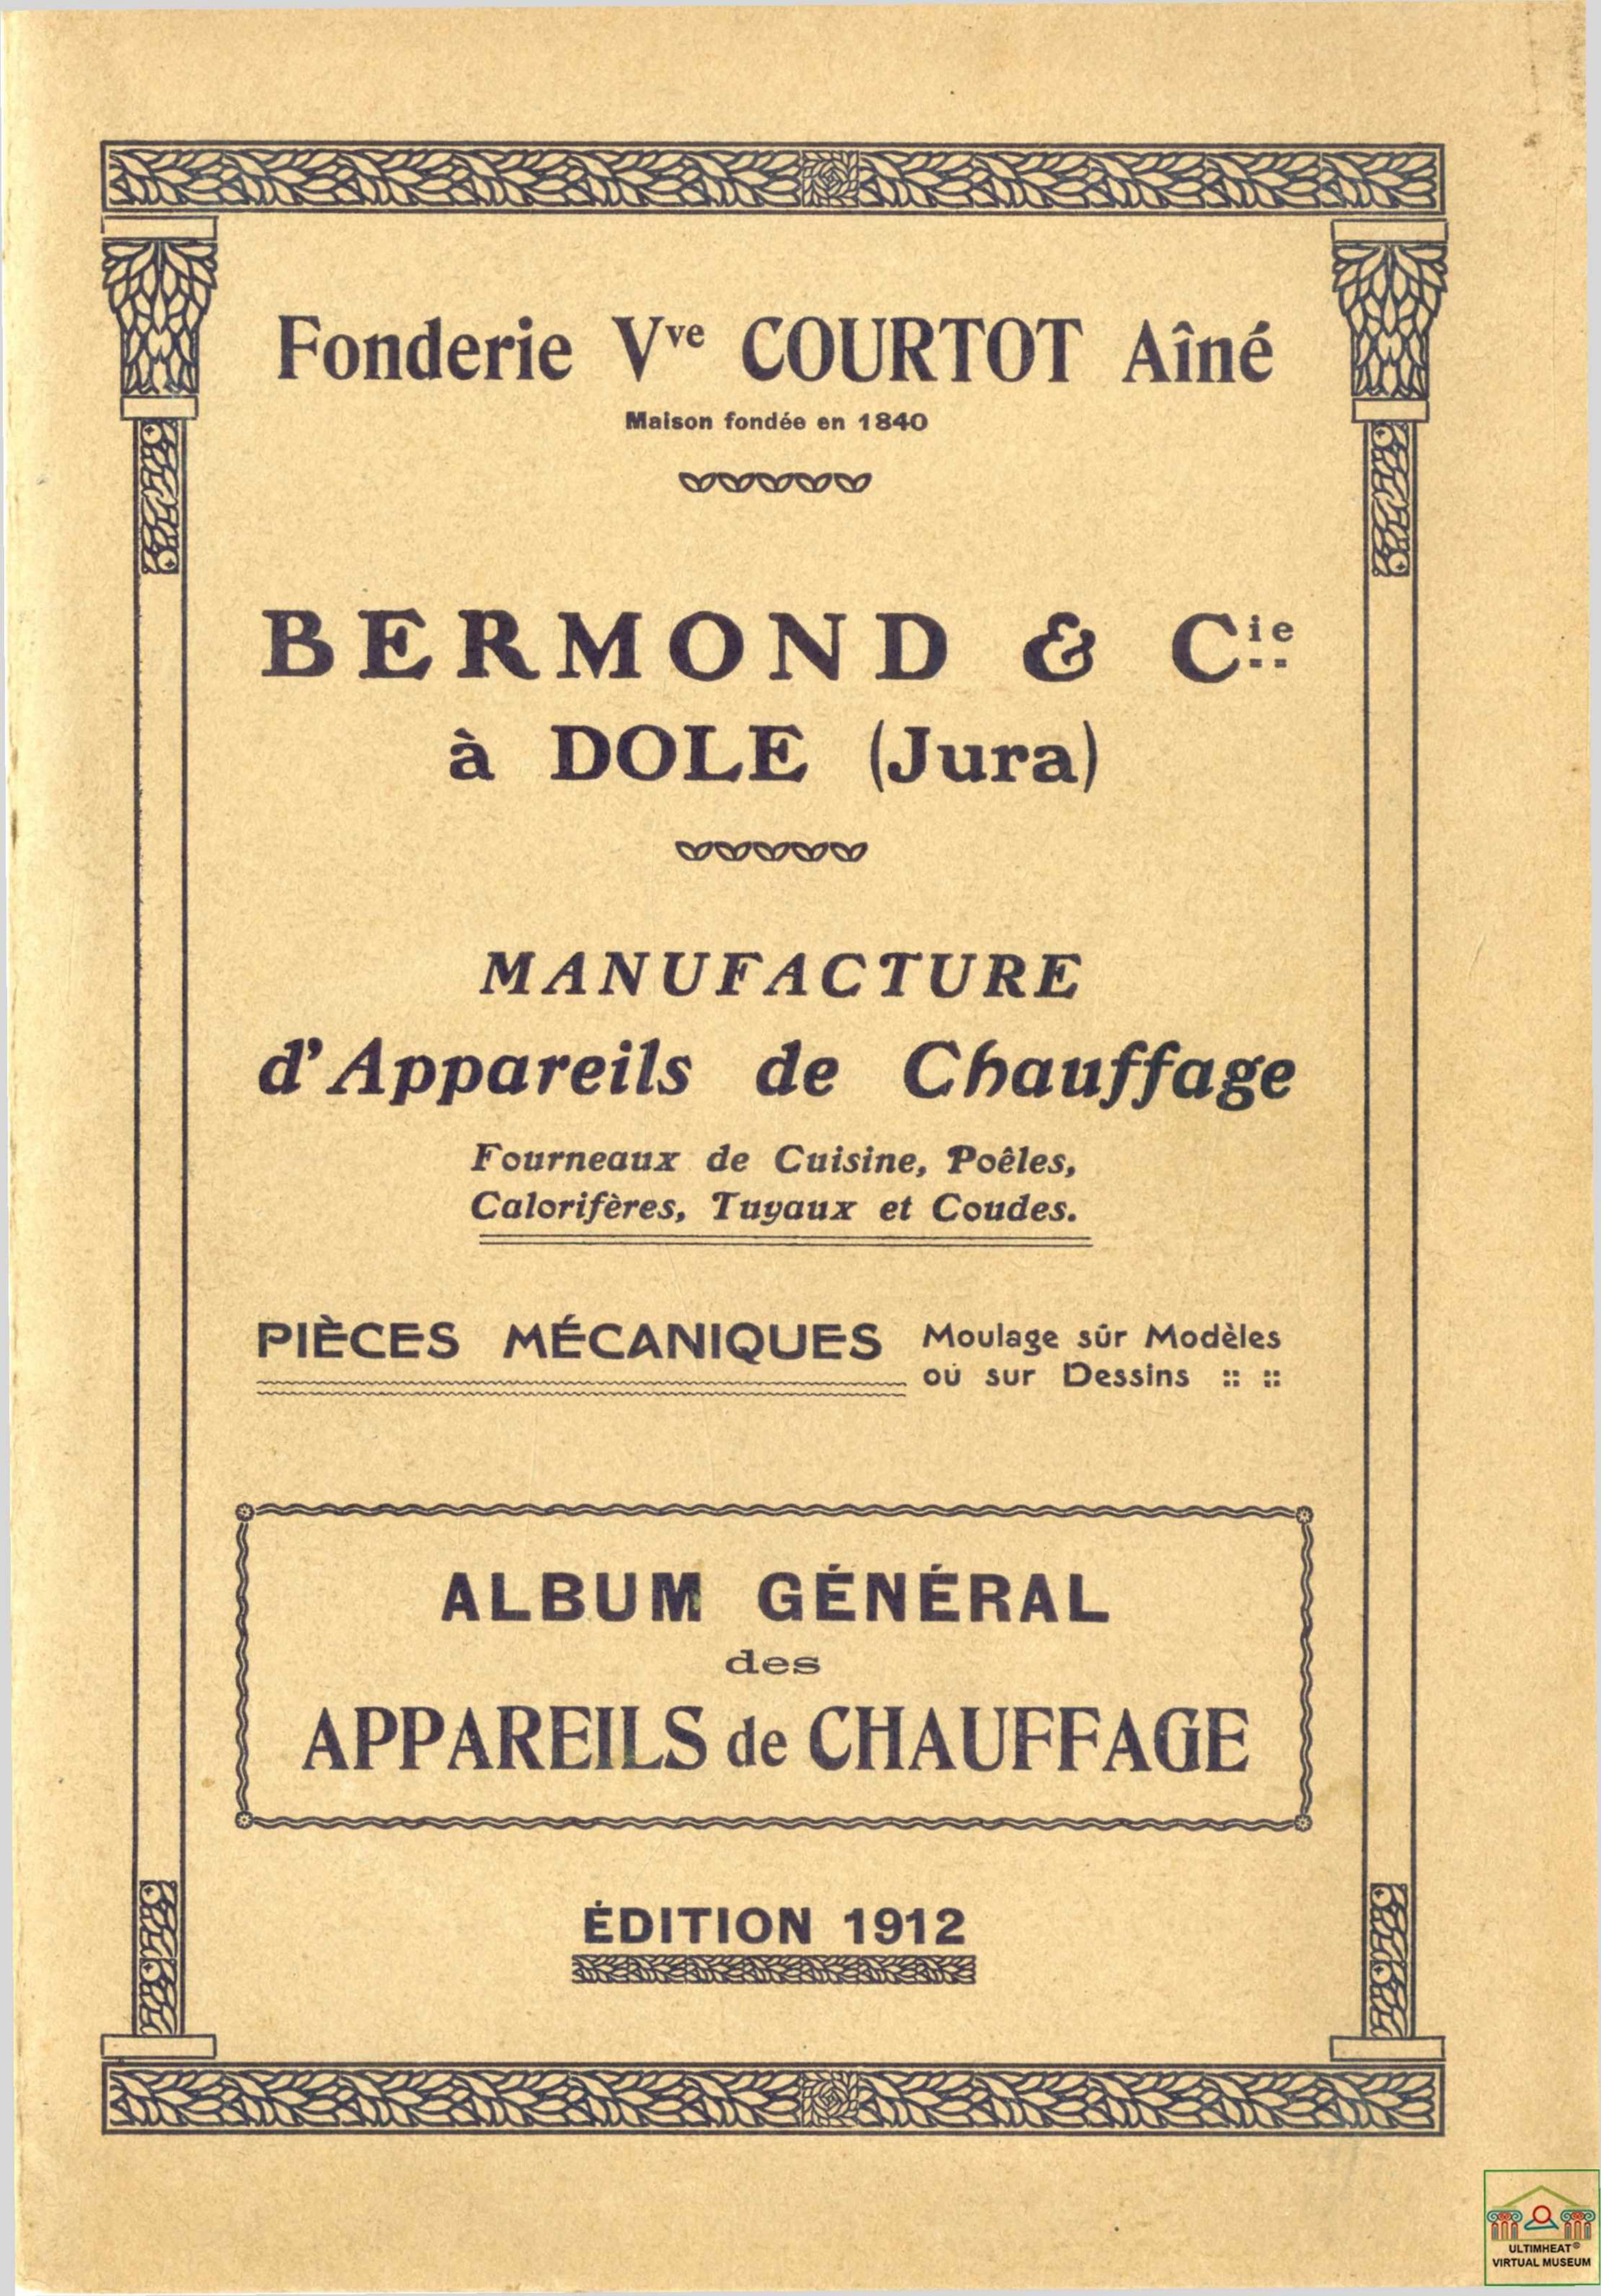 Fonderie Vve COURTOT Aîné
Maison fondée en 1840
BERMOND & Cie
à DOLE (Jura)
MANUFACTURE
d'Appareils de Chauffage
Fourneaux de Cuisine, Poêles,
Calorifères, Tuyaux et Coudes.
PIÈCES MÉCANIQUES
Moulage sûr Modèles
où sur Dessins :: ::
ALBUM GÉNÉRAL
des
APPAREILS de CHAUFFAGE
ÉDITION 1912
ULTIMHEAT®
VIRTUAL MUSEUM